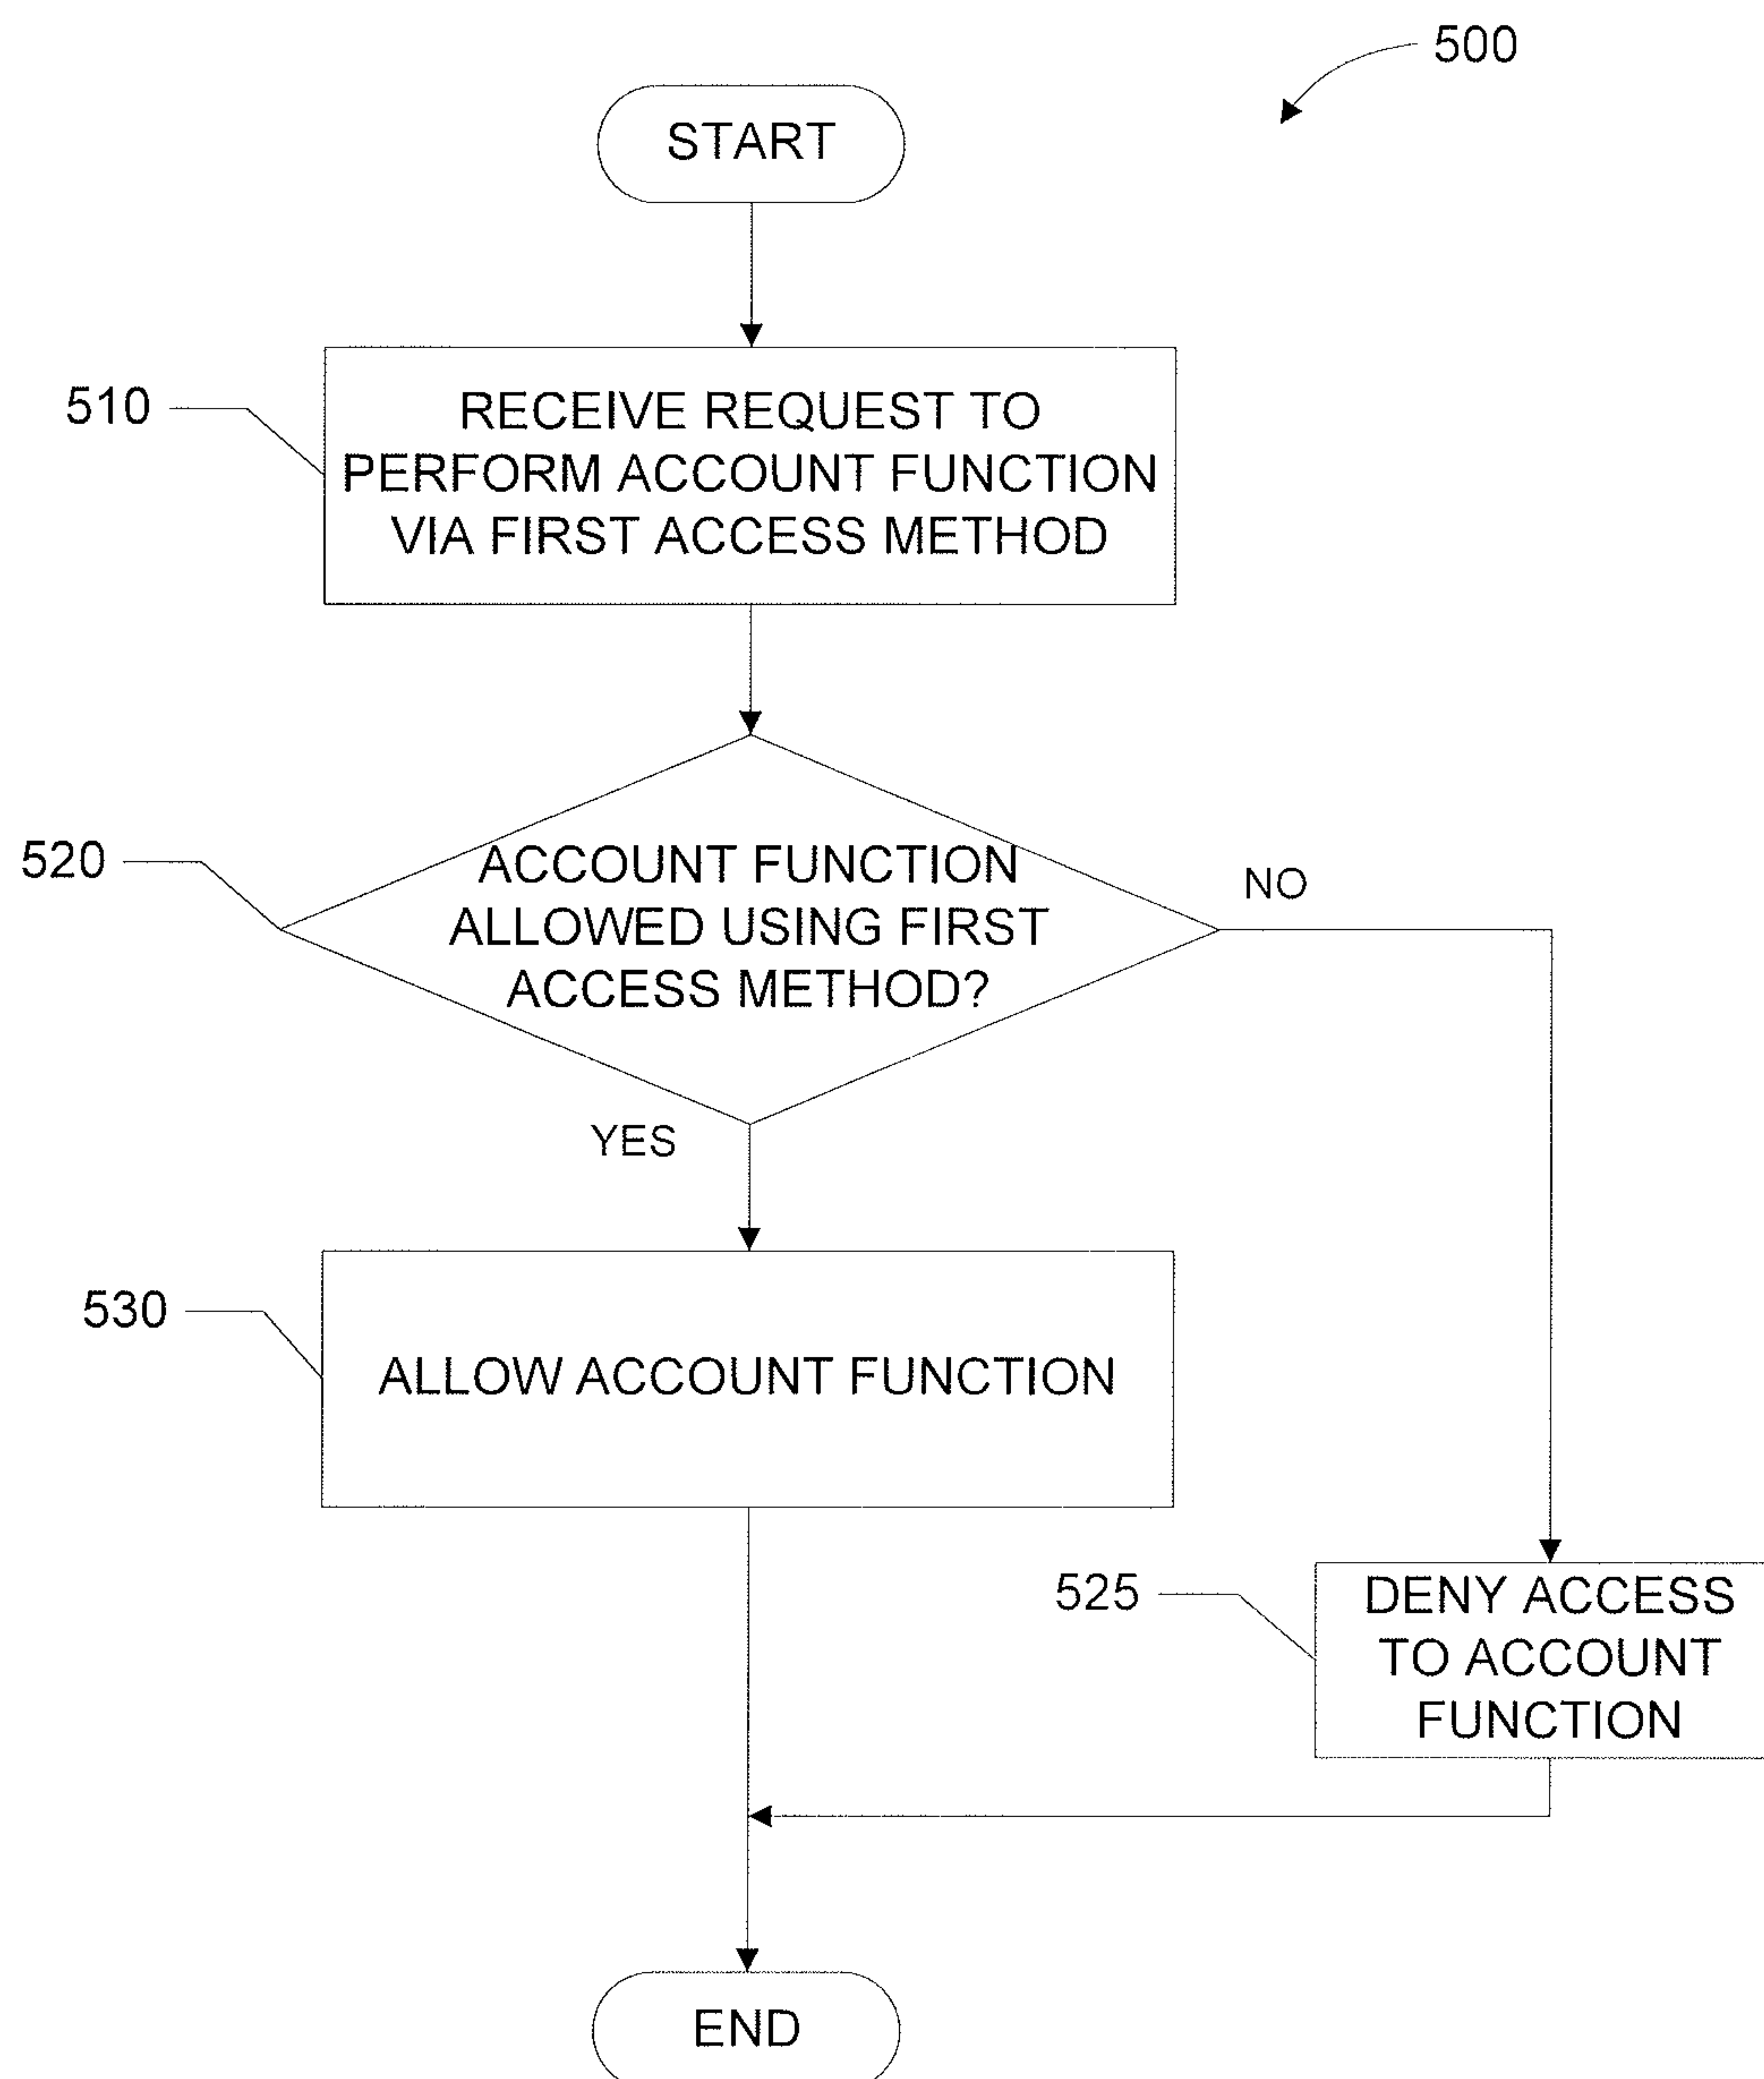 500
START
510
RECEIVE REQUEST TO
PERFORM ACCOUNT FUNCTION
VIA FIRST ACCESS METHOD
520
ACCOUNT FUNCTION
ALLOWED USING FIRST
ACCESS METHOD?
NO
YES
530
ALLOW ACCOUNT FUNCTION
525
DENY ACCESS
TO ACCOUNT
FUNCTION
END